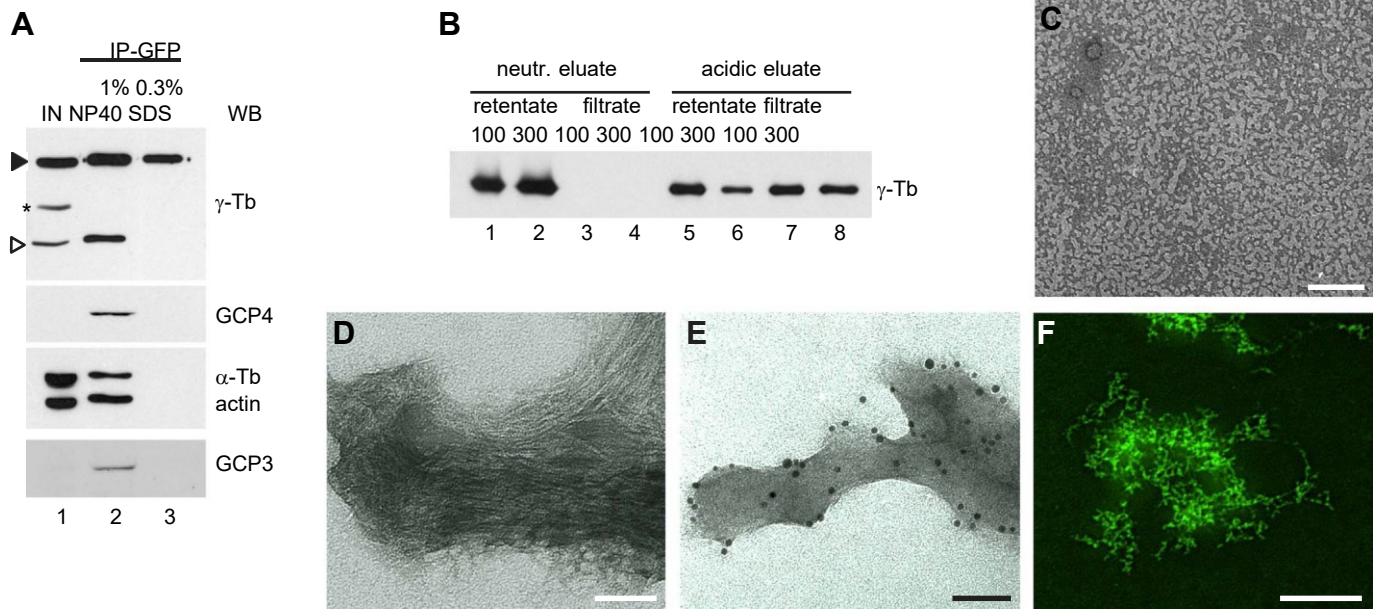 A
IP-GFP
1% 0.3%
IN NP40 SDS WB
*
γ-Tb
GCP4
α-Tb
actin
GCP3
1 2 3
B
neutr. eluate acidic eluate
retentate filtrate retentate filtrate
100 300 100 300 100 300 100 300
γ-Tb
1 2 3 4 5 6 7 8
C
D
E
F